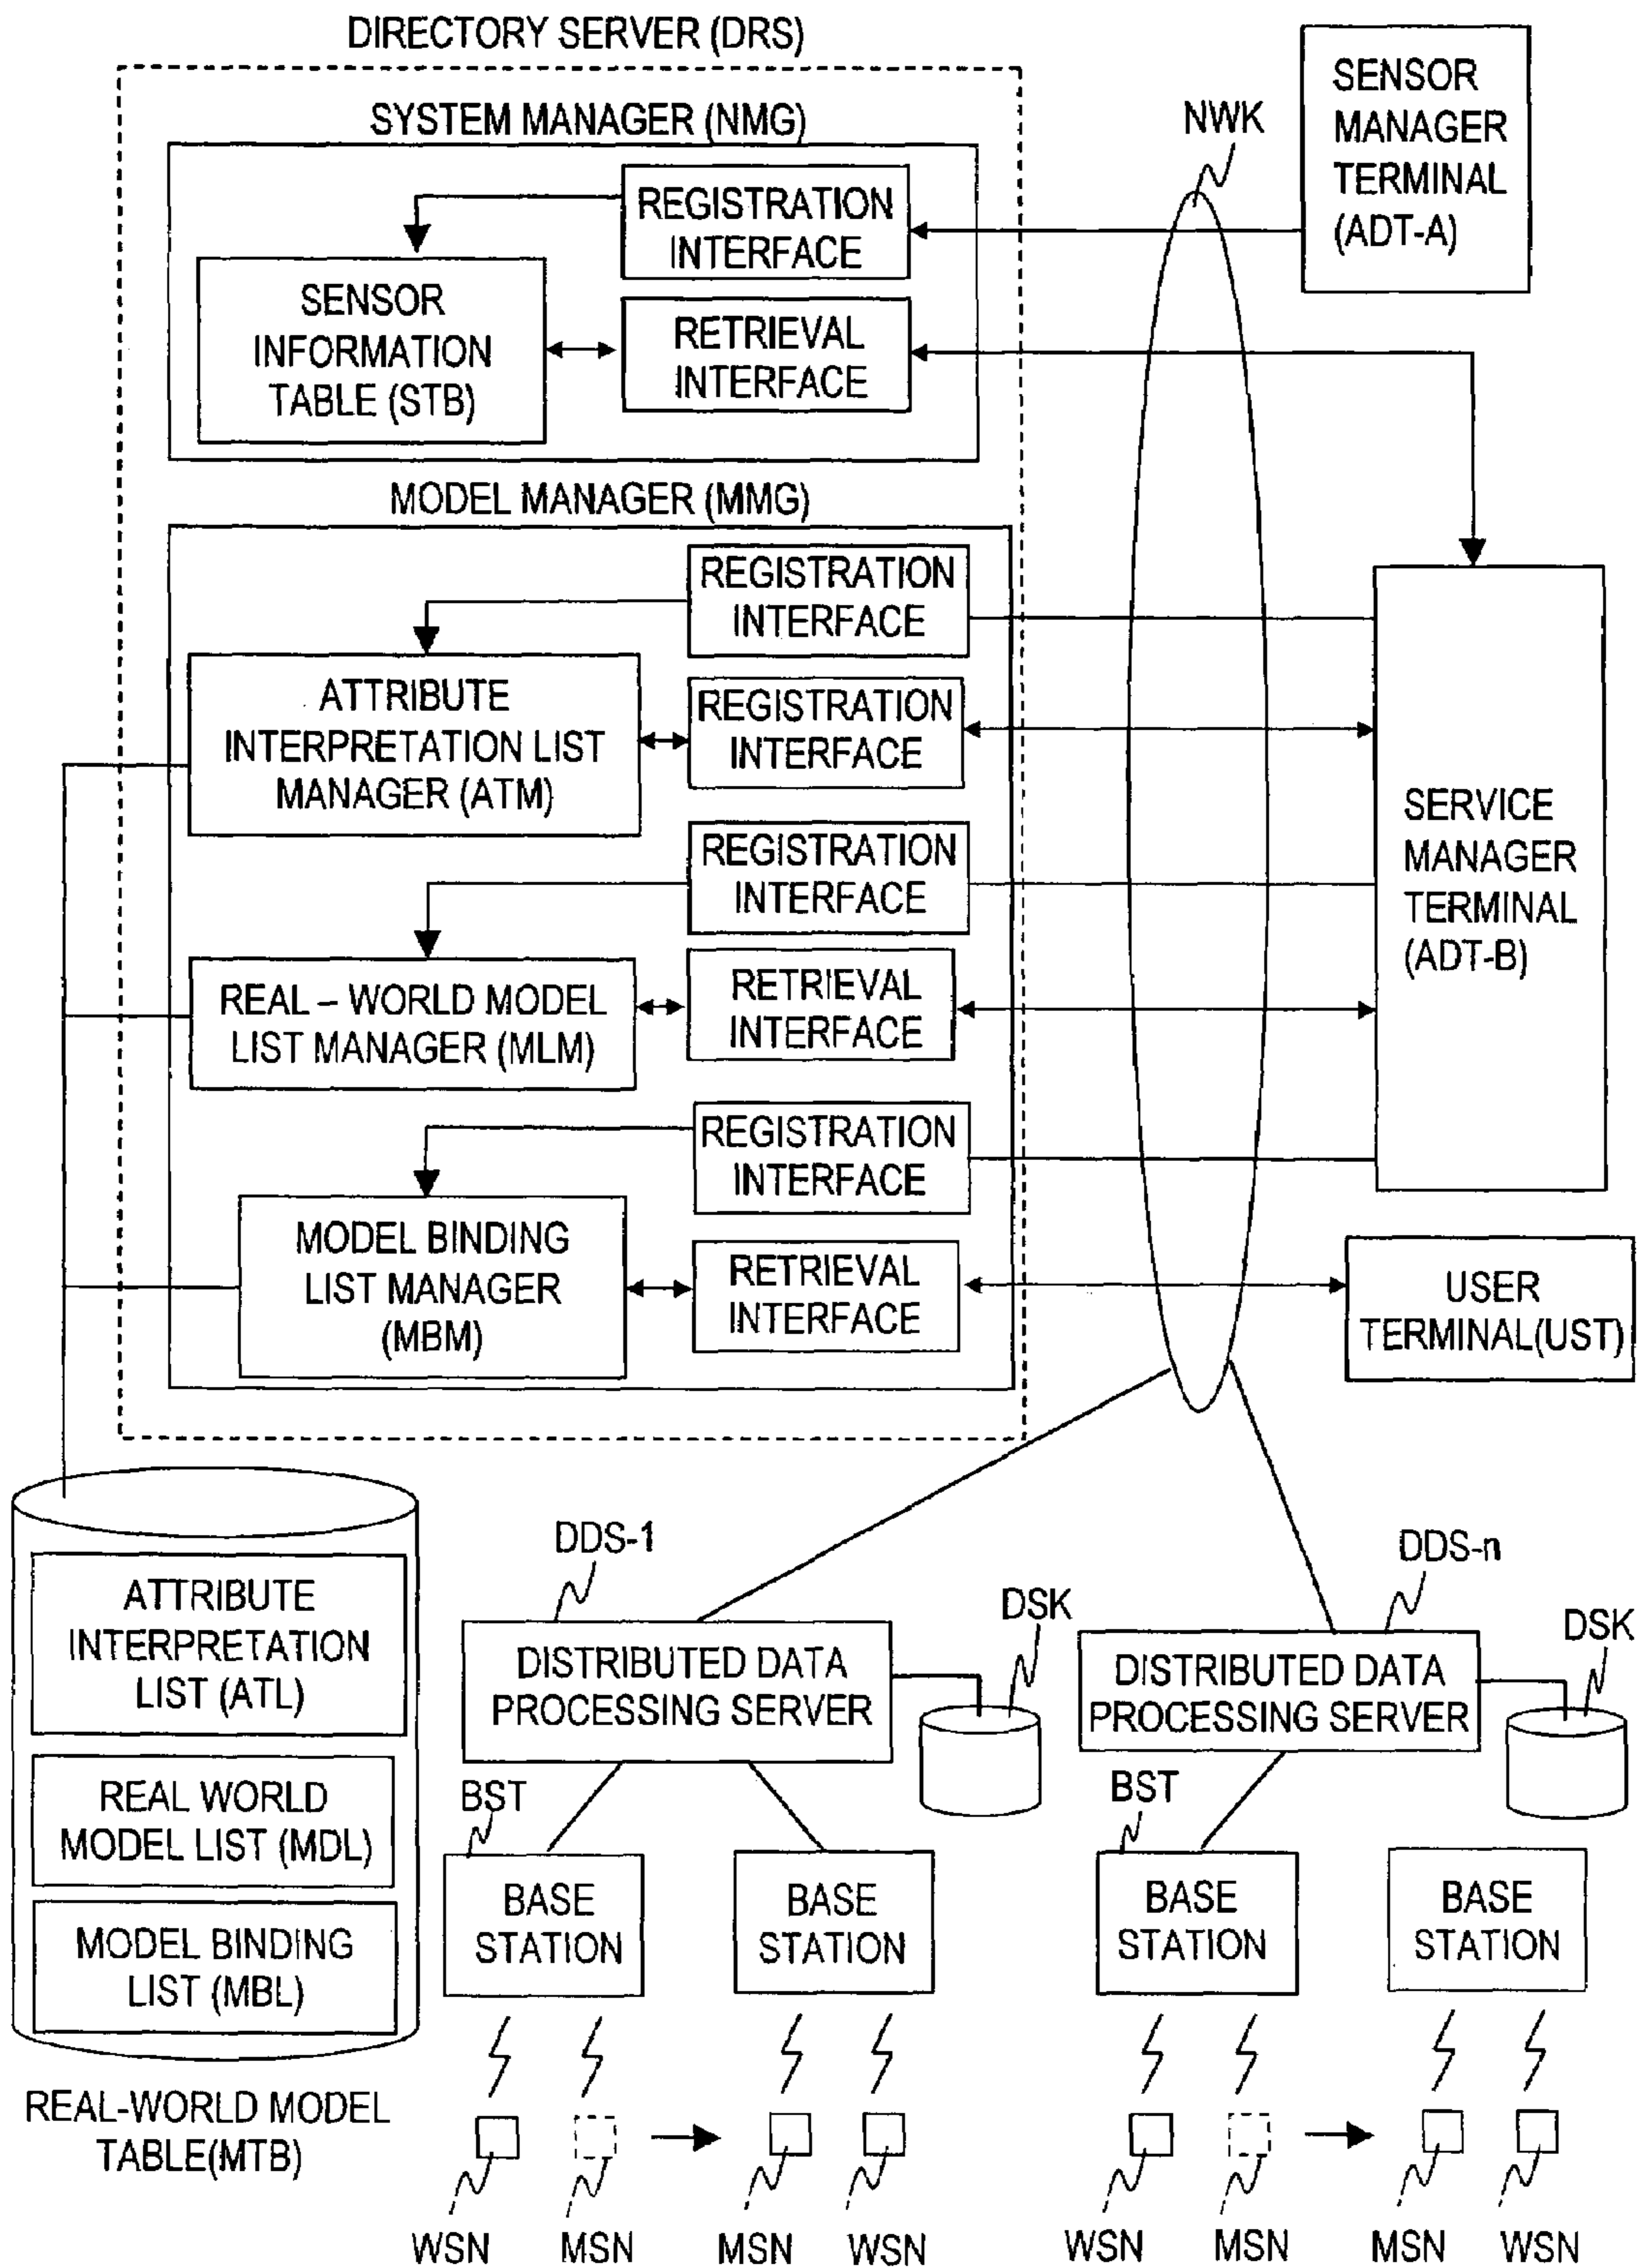 DIRECTORY SERVER (DRS)
SYSTEM MANAGER (NMG)
REGISTRATION
INTERFACE
SENSOR
INFORMATION
TABLE (STB)
RETRIEVAL
INTERFACE
NWK
SENSOR
MANAGER
TERMINAL
(ADT-A)
MODEL MANAGER (MMG)
REGISTRATION
INTERFACE
ATTRIBUTE
INTERPRETATION LIST
MANAGER (ATM)
REGISTRATION
INTERFACE
REGISTRATION
INTERFACE
REAL – WORLD MODEL
LIST MANAGER (MLM)
RETRIEVAL
INTERFACE
REGISTRATION
INTERFACE
MODEL BINDING
LIST MANAGER
(MBM)
RETRIEVAL
INTERFACE
SERVICE
MANAGER
TERMINAL
(ADT-B)
USER
TERMINAL(UST)
ATTRIBUTE
INTERPRETATION
LIST (ATL)
REAL WORLD
MODEL LIST (MDL)
MODEL BINDING
LIST (MBL)
REAL-WORLD MODEL
TABLE(MTB)
DDS-1
DISTRIBUTED DATA
PROCESSING SERVER
DSK
DDS-n
DISTRIBUTED DATA
PROCESSING SERVER
DSK
BST
BASE
STATION
BASE
STATION
BST
BASE
STATION
BASE
STATION
WSN
MSN
MSN
WSN
WSN
MSN
MSN
WSN